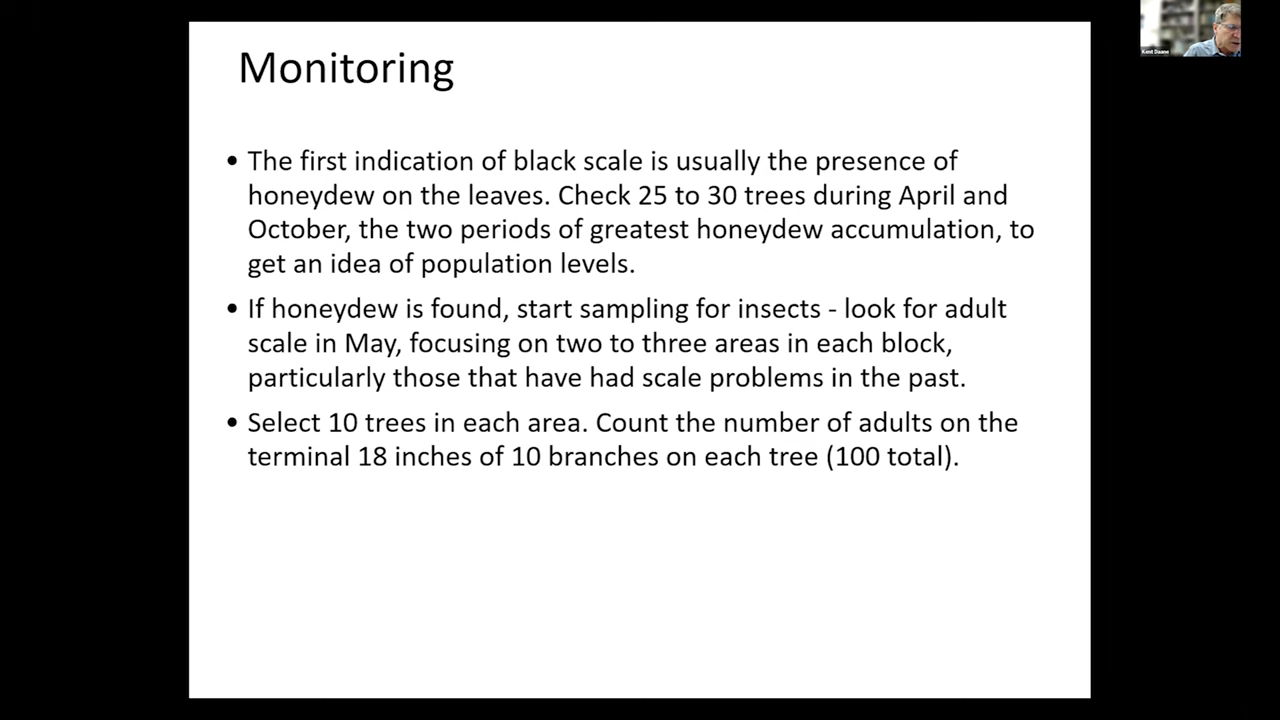 Monitoring
• The first indication of black scale is usually the presence of
honeydew on the leaves. Check 25 to 30 trees during April and
October, the two periods of greatest honeydew accumulation, to
get an idea of population levels.
• If honeydew is found, start sampling for insects - look for adult
scale in May, focusing on two to three areas in each block,
particularly those that have had scale problems in the past.
• Select 10 trees in each area. Count the number of adults on the
terminal 18 inches of 10 branches on each tree (100 total).
Kent Daane